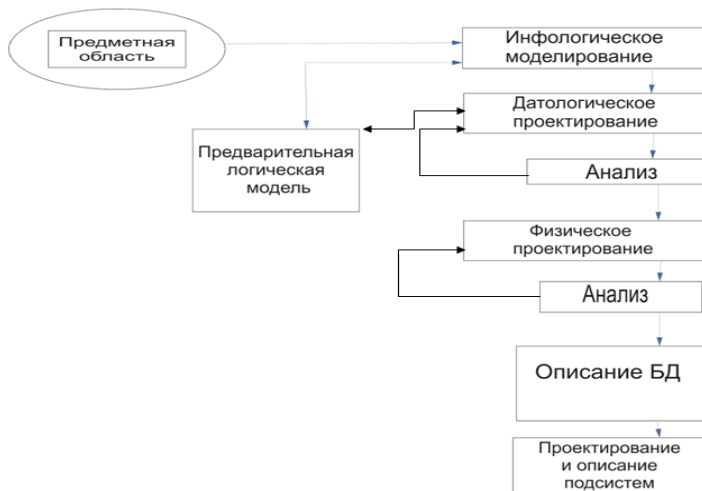 Предметная
область
Инфологическое
моделирование
Датологическое
проектирование
Предварительная
логическая
модель
Анализ
Физическое
проектирование
Анализ
Описание БД
Проектирование
и описание
подсистем